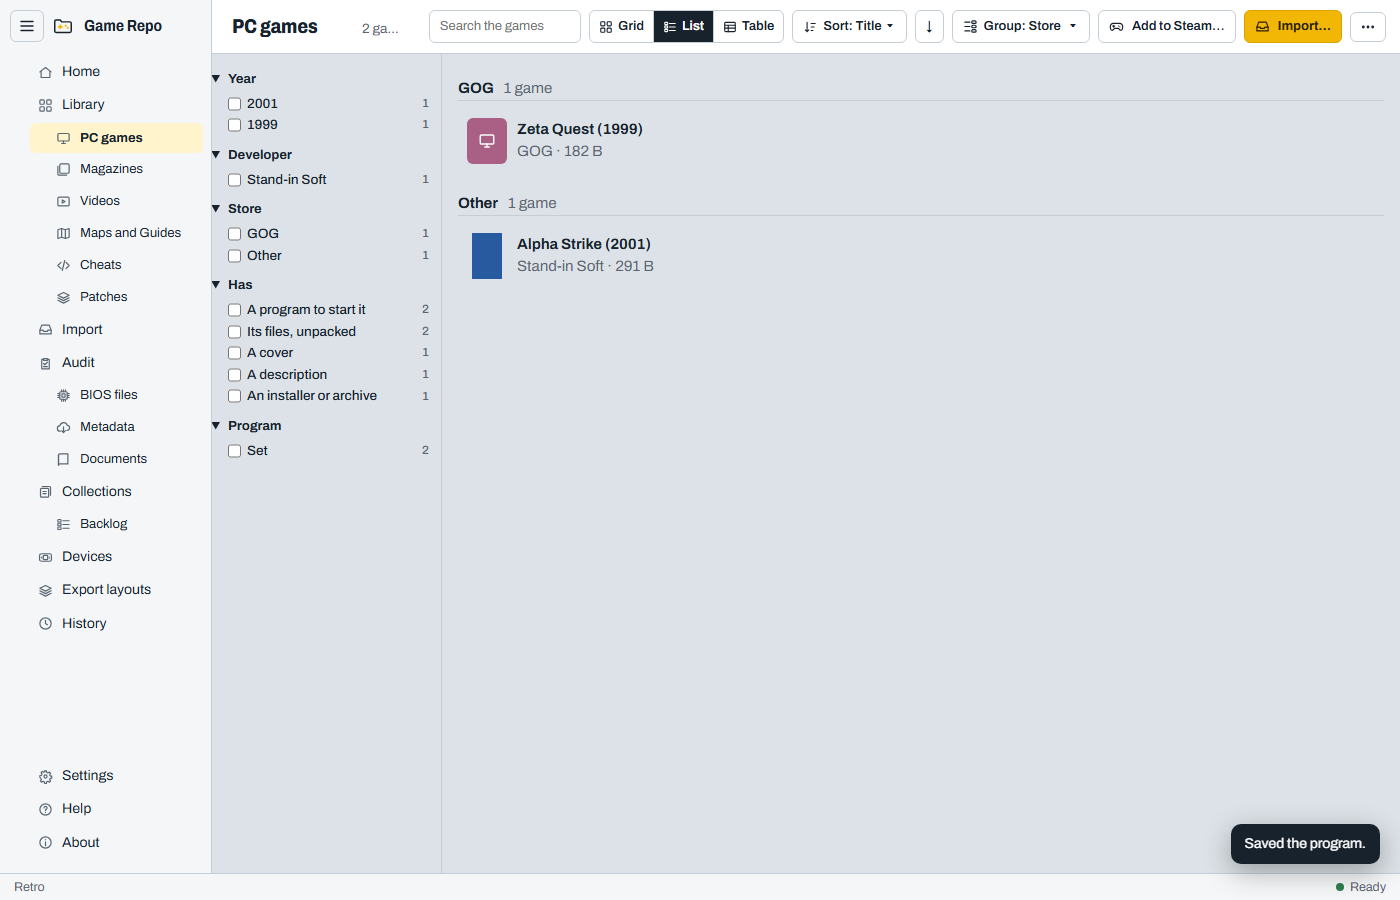 Game Repo
Home
Library
PC games
Magazines
Videos
Maps and Guides
Cheats
Patches
Import
Audit
BIOS files
Metadata
Documents
Collections
Backlog
Devices
Export layouts
History
Settings
Help
About
PC games
2 ga...
Search the games
Grid
List
Table
Sort: Title
Group: Store
Add to Steam...
Import...
Year
2001 1
1999 1
Developer
Stand-in Soft 1
Store
GOG 1
Other 1
Has
A program to start it 2
Its files, unpacked 2
A cover 1
A description 1
An installer or archive 1
Program
Set 2
GOG 1 game
Zeta Quest (1999)
GOG · 182 B
Other 1 game
Alpha Strike (2001)
Stand-in Soft · 291 B
Saved the program.
Retro
Ready